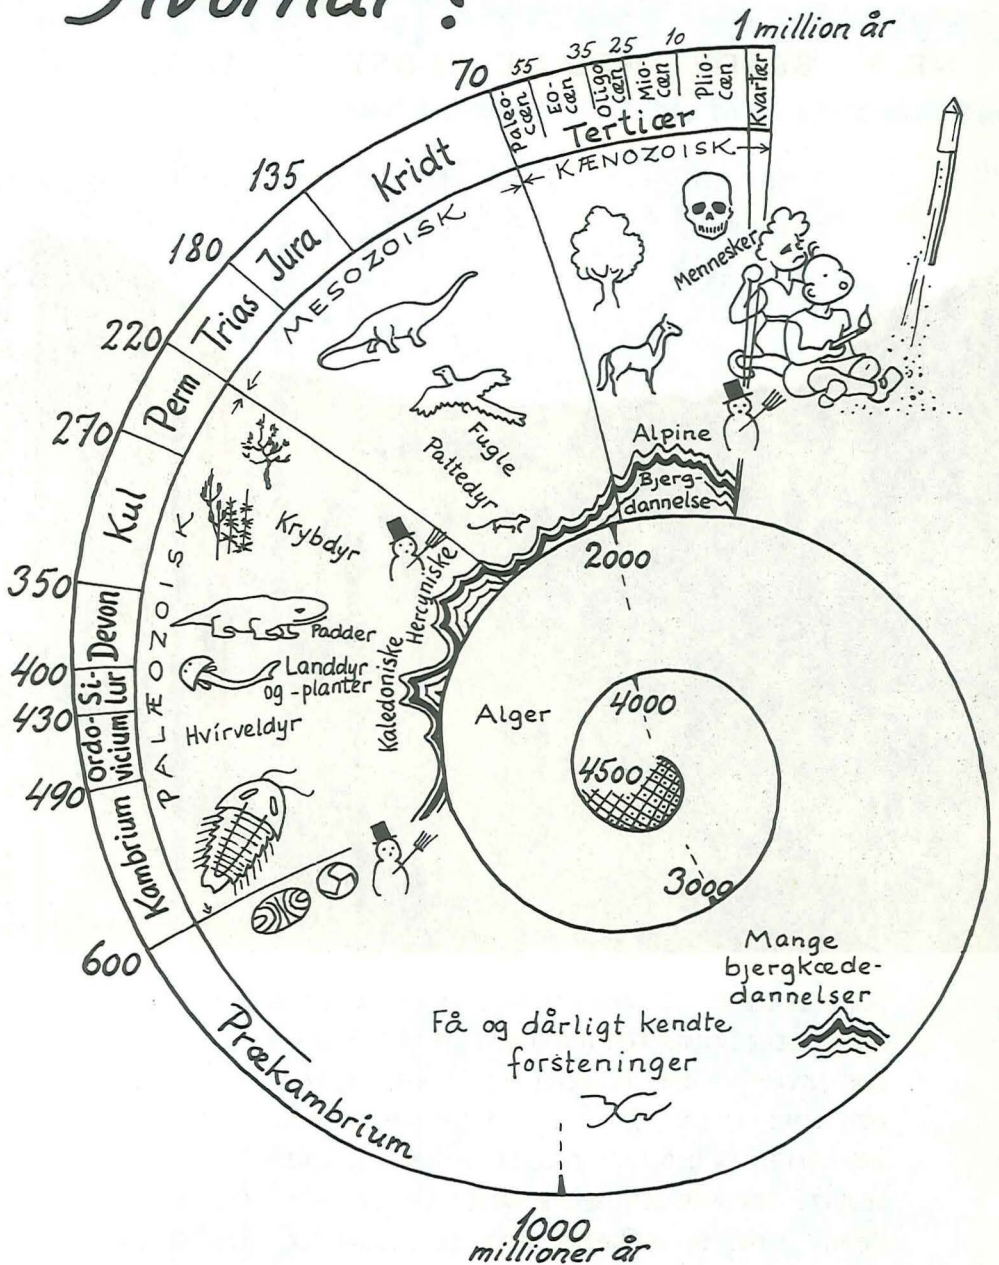 Hvornår?
1 million år
70
55
35
25
10
Paleo-
cæn
Eo-
cæn
Oligo
cæn
Mio-
cæn
Plio-
cæn
Kvartær
Tertiær
KÆNOZOISK
135
Kridt
180
Jura
MESOZOISK
220
Trias
Perm
270
Kul
350
Devon
400
Si-
lur
430
Ordo-
vicium
490
Kambrium
600
PALÆOZOISK
Mennesker
Fugle
Pattedyr
Krybdyr
Padder
Landdyr
og -planter
Hvirveldyr
Alpine
Bjerg-
dannelse
Hercyniske
Kaledoniske
2000
Alger
4000
4500
3000
Mange
bjergkæde-
dannelser
Få og dårligt kendte
forsteninger
Prækambrium
1000
millioner år